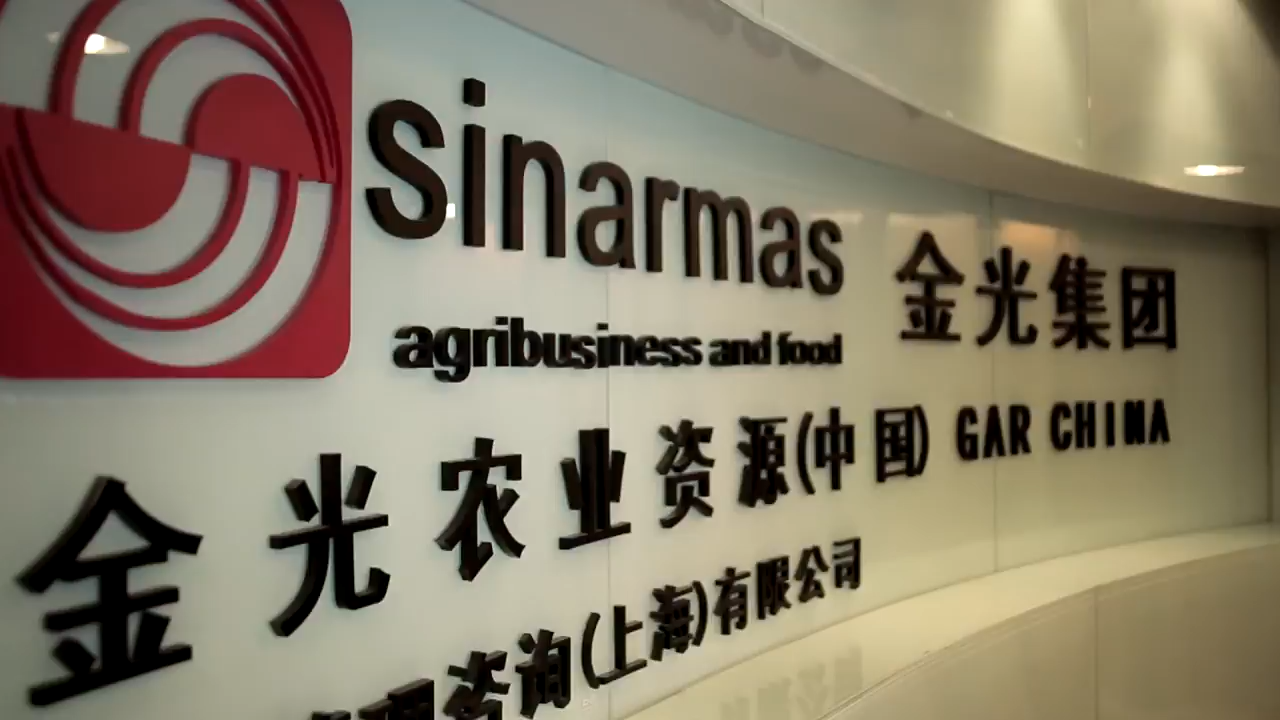 sinarmas 金光集团
agribusiness and food
金光农业资源(中国) GAR CHINA
理咨询(上海)有限公司